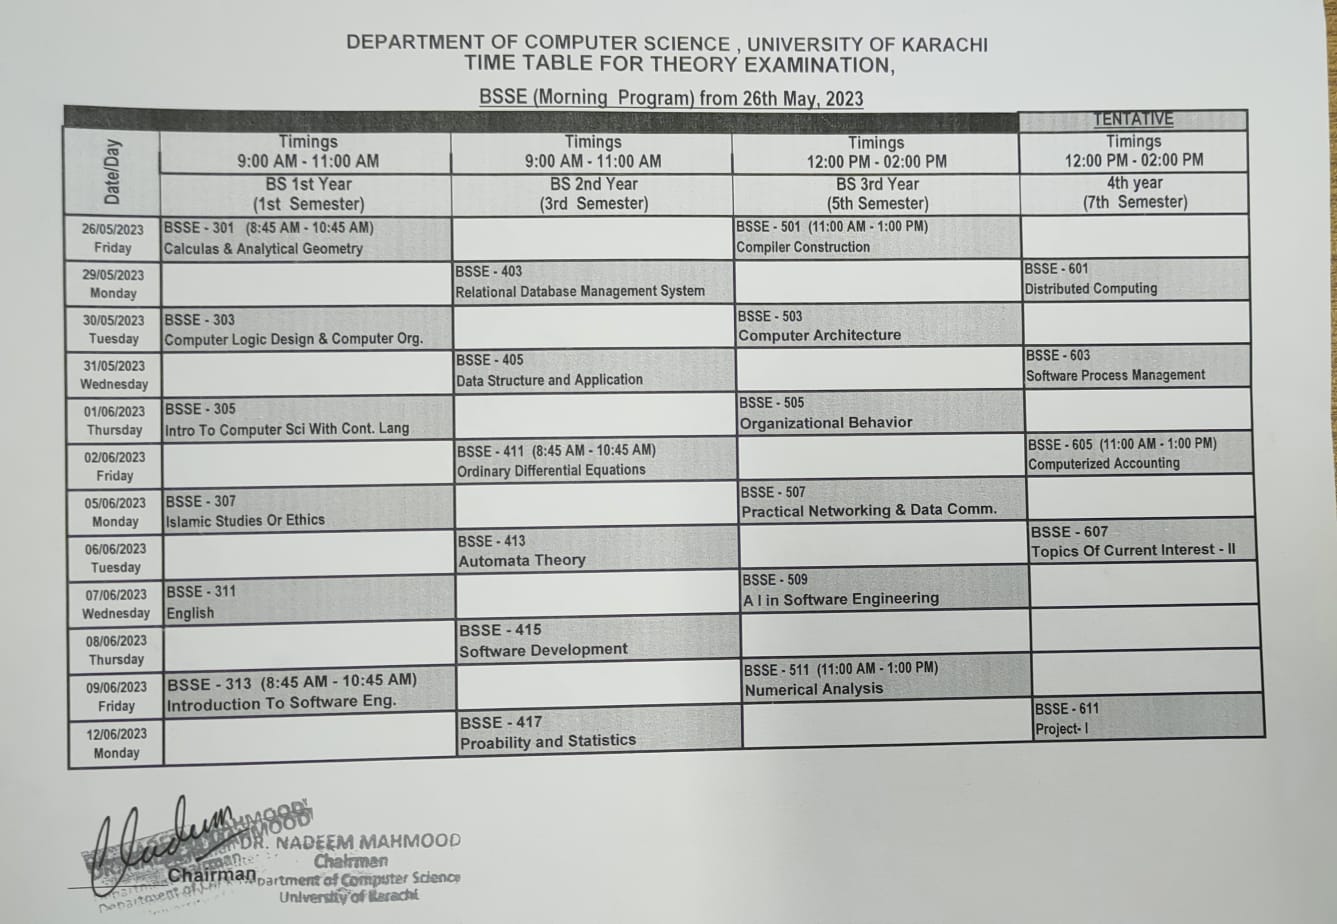 DEPARTMENT OF COMPUTER SCIENCE , UNIVERSITY OF KARACHI
TIME TABLE FOR THEORY EXAMINATION,
BSSE (Morning Program) from 26th May, 2023
TENTATIVE
Date/Day
Timings
9:00 AM - 11:00 AM
Timings
9:00 AM - 11:00 AM
Timings
12:00 PM - 02:00 PM
Timings
12:00 PM - 02:00 PM
BS 1st Year
(1st Semester)
BS 2nd Year
(3rd Semester)
BS 3rd Year
(5th Semester)
4th year
(7th Semester)
26/05/2023
Friday
BSSE - 301 (8:45 AM - 10:45 AM)
Calculas & Analytical Geometry
BSSE - 501 (11:00 AM - 1:00 PM)
Compiler Construction
29/05/2023
Monday
BSSE - 403
Relational Database Management System
BSSE - 601
Distributed Computing
30/05/2023
Tuesday
BSSE - 303
Computer Logic Design & Computer Org.
BSSE - 503
Computer Architecture
31/05/2023
Wednesday
BSSE - 405
Data Structure and Application
BSSE - 603
Software Process Management
01/06/2023
Thursday
BSSE - 305
Intro To Computer Sci With Cont. Lang
BSSE - 505
Organizational Behavior
02/06/2023
Friday
BSSE - 411 (8:45 AM - 10:45 AM)
Ordinary Differential Equations
BSSE - 605 (11:00 AM - 1:00 PM)
Computerized Accounting
05/06/2023
Monday
BSSE - 307
Islamic Studies Or Ethics
BSSE - 507
Practical Networking & Data Comm.
06/06/2023
Tuesday
BSSE - 413
Automata Theory
BSSE - 607
Topics Of Current Interest - II
07/06/2023
Wednesday
BSSE - 311
English
BSSE - 509
A I in Software Engineering
08/06/2023
Thursday
BSSE - 415
Software Development
09/06/2023
Friday
BSSE - 313 (8:45 AM - 10:45 AM)
Introduction To Software Eng.
BSSE - 511 (11:00 AM - 1:00 PM)
Numerical Analysis
12/06/2023
Monday
BSSE - 417
Proability and Statistics
BSSE - 611
Project- I
DR. NADEEM MAHMOOD
Chairman
Chairman
Department of Computer Science
University of Karachi